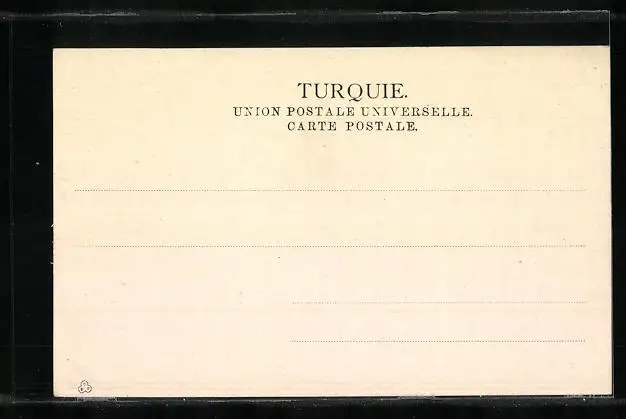 TURQUIE.
UNION POSTALE UNIVERSELLE.
CARTE POSTALE.